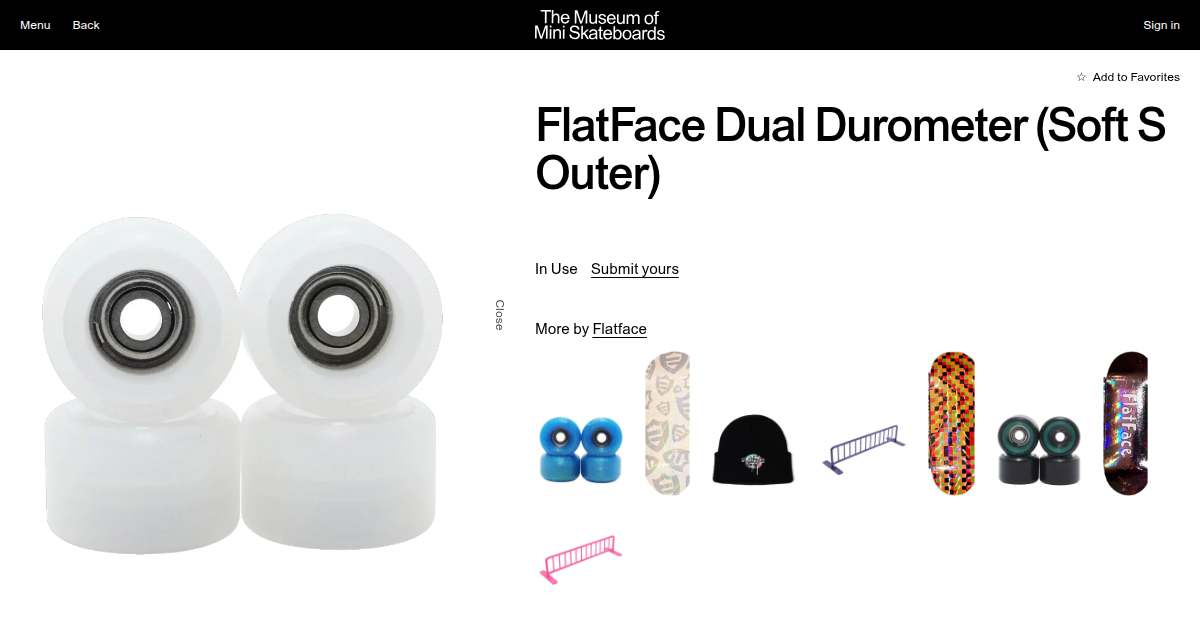 Menu
Back
The Museum of
Mini Skateboards
Sign in
☆ Add to Favorites
FlatFace Dual Durometer (Soft S
Outer)
In Use
Submit yours
Close
More by Flatface
FlatFace